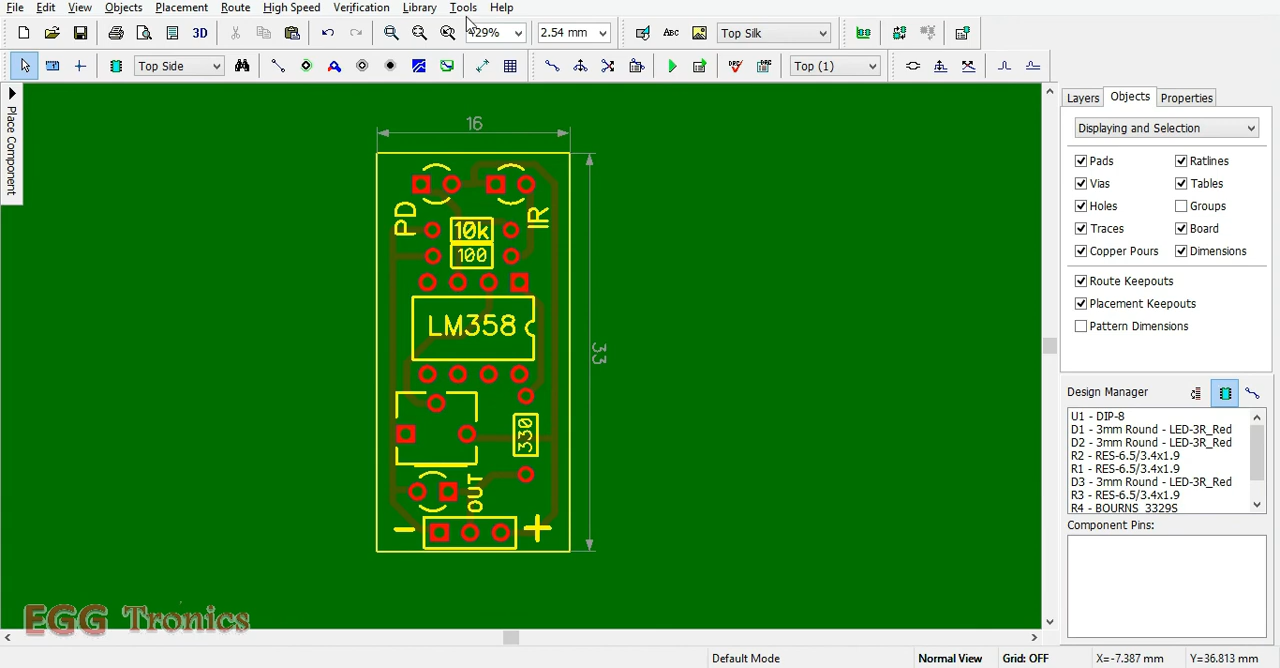 File Edit View Objects Placement Route High Speed Verification Library Tools Help
3D 429% 2.54 mm ABC Top Silk
Top Side Top (1)
Place Component
Layers Objects Properties
Displaying and Selection
Pads Ratlines
Vias Tables
Holes Groups
Traces Board
Copper Pours Dimensions
Route Keepouts
Placement Keepouts
Pattern Dimensions
Design Manager
U1 - DIP-8
D1 - 3mm Round - LED-3R_Red
D2 - 3mm Round - LED-3R_Red
R2 - RES-6.5/3.4x1.9
R1 - RES-6.5/3.4x1.9
D3 - 3mm Round - LED-3R_Red
R3 - RES-6.5/3.4x1.9
R4 - BOURNS_3329S
Component Pins:
16
PD IR
10k
100
LM358
33
330
OUT
- +
EGG Tronics
Default Mode Normal View Grid: OFF X=-7.387 mm Y=36.813 mm